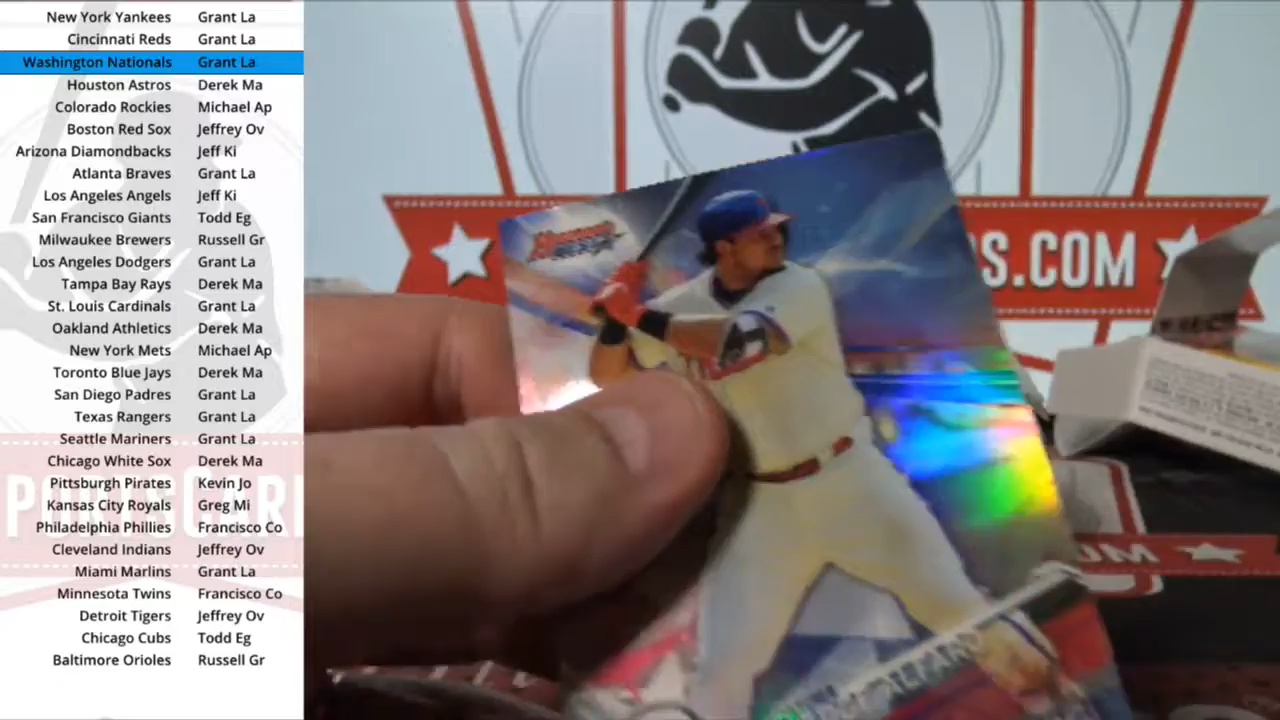 New York Yankees Grant La
Cincinnati Reds Grant La
Washington Nationals Grant La
Houston Astros Derek Ma
Colorado Rockies Michael Ap
Boston Red Sox Jeffrey Ov
Arizona Diamondbacks Jeff Ki
Atlanta Braves Grant La
Los Angeles Angels Jeff Ki
San Francisco Giants Todd Eg
Milwaukee Brewers Russell Gr
Los Angeles Dodgers Grant La
Tampa Bay Rays Derek Ma
St. Louis Cardinals Grant La
Oakland Athletics Derek Ma
New York Mets Michael Ap
Toronto Blue Jays Derek Ma
San Diego Padres Grant La
Texas Rangers Grant La
Seattle Mariners Grant La
Chicago White Sox Derek Ma
Pittsburgh Pirates Kevin Jo
Kansas City Royals Greg Mi
Philadelphia Phillies Francisco Co
Cleveland Indians Jeffrey Ov
Miami Marlins Grant La
Minnesota Twins Francisco Co
Detroit Tigers Jeffrey Ov
Chicago Cubs Todd Eg
Baltimore Orioles Russell Gr
PORTSCAR
Bowman
BEST
S.COM
OM